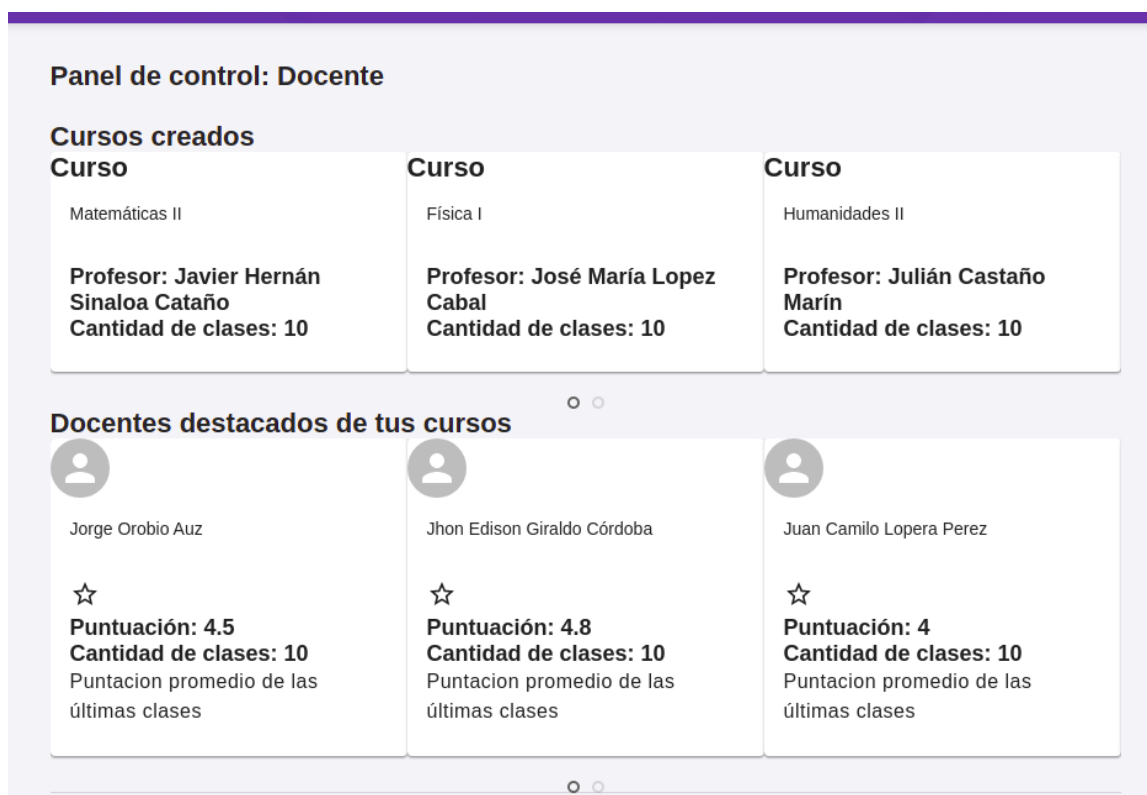 Panel de control: Docente
Cursos creados
Curso
Matemáticas II
Profesor: Javier Hernán
Sinaloa Cataño
Cantidad de clases: 10
Curso
Física I
Profesor: José María Lopez
Cabal
Cantidad de clases: 10
Curso
Humanidades II
Profesor: Julián Castaño
Marín
Cantidad de clases: 10
Docentes destacados de tus cursos
Jorge Orobio Auz
Puntuación: 4.5
Cantidad de clases: 10
Puntacion promedio de las
últimas clases
Jhon Edison Giraldo Córdoba
Puntuación: 4.8
Cantidad de clases: 10
Puntacion promedio de las
últimas clases
Juan Camilo Lopera Perez
Puntuación: 4
Cantidad de clases: 10
Puntacion promedio de las
últimas clases